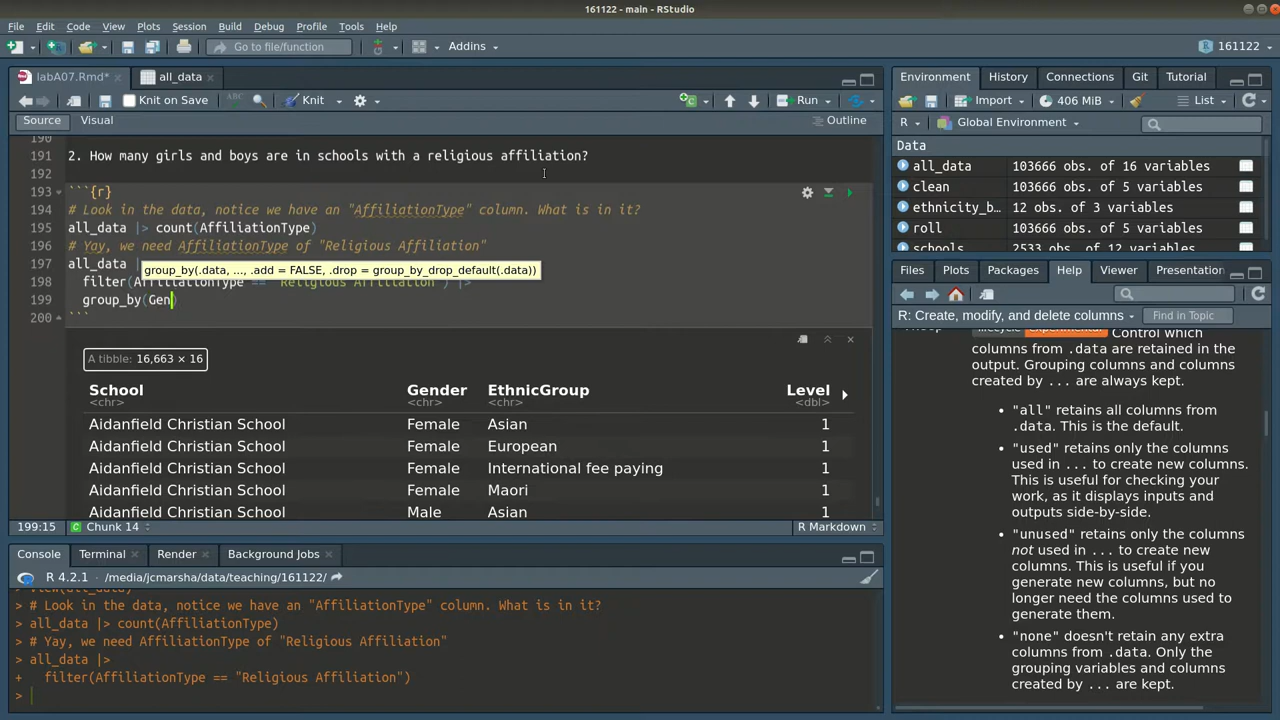 161122 - main - RStudio
File Edit Code View Plots Session Build Debug Profile Tools Help
Go to file/function Addins 161122
labA07.Rmd* all_data
Knit on Save Knit Run
Source Visual Outline
190
191 2. How many girls and boys are in schools with a religious affiliation?
192
193 ```{r}
194 # Look in the data, notice we have an "AffiliationType" column. What is in it?
195 all_data |> count(AffiliationType)
196 # Yay, we need AffiliationType of "Religious Affiliation"
197 all_data |
group_by(.data, ..., .add = FALSE, .drop = group_by_drop_default(.data))
198 filter(AffiliationType == "Religious Affiliation") |>
199 group_by(Gen)
200 ```
A tibble: 16,663 × 16
School Gender EthnicGroup Level
<chr> <chr> <chr> <dbl>
Aidanfield Christian School Female Asian 1
Aidanfield Christian School Female European 1
Aidanfield Christian School Female International fee paying 1
Aidanfield Christian School Female Maori 1
Aidanfield Christian School Male Asian 1
199:15 Chunk 14 R Markdown
Console Terminal Render Background Jobs
R 4.2.1 · /media/jcmarsha/data/teaching/161122/
> View(all_data)
> # Look in the data, notice we have an "AffiliationType" column. What is in it?
> all_data |> count(AffiliationType)
> # Yay, we need AffiliationType of "Religious Affiliation"
> all_data |>
+ filter(AffiliationType == "Religious Affiliation")
>
Environment History Connections Git Tutorial
Import 406 MiB List
R Global Environment
Data
all_data 103666 obs. of 16 variables
clean 103666 obs. of 5 variables
ethnicity_b… 12 obs. of 3 variables
roll 103666 obs. of 5 variables
schools 2533 obs. of 12 variables
Files Plots Packages Help Viewer Presentation
R: Create, modify, and delete columns Find in Topic
lifecycle experimental Control which
columns from .data are retained in the
output. Grouping columns and columns
created by ... are always kept.
• "all" retains all columns from
.data. This is the default.
• "used" retains only the columns
used in ... to create new columns.
This is useful for checking your
work, as it displays inputs and
outputs side-by-side.
• "unused" retains only the columns
not used in ... to create new
columns. This is useful if you
generate new columns, but no
longer need the columns used to
generate them.
• "none" doesn't retain any extra
columns from .data. Only the
grouping variables and columns
created by ... are kept.